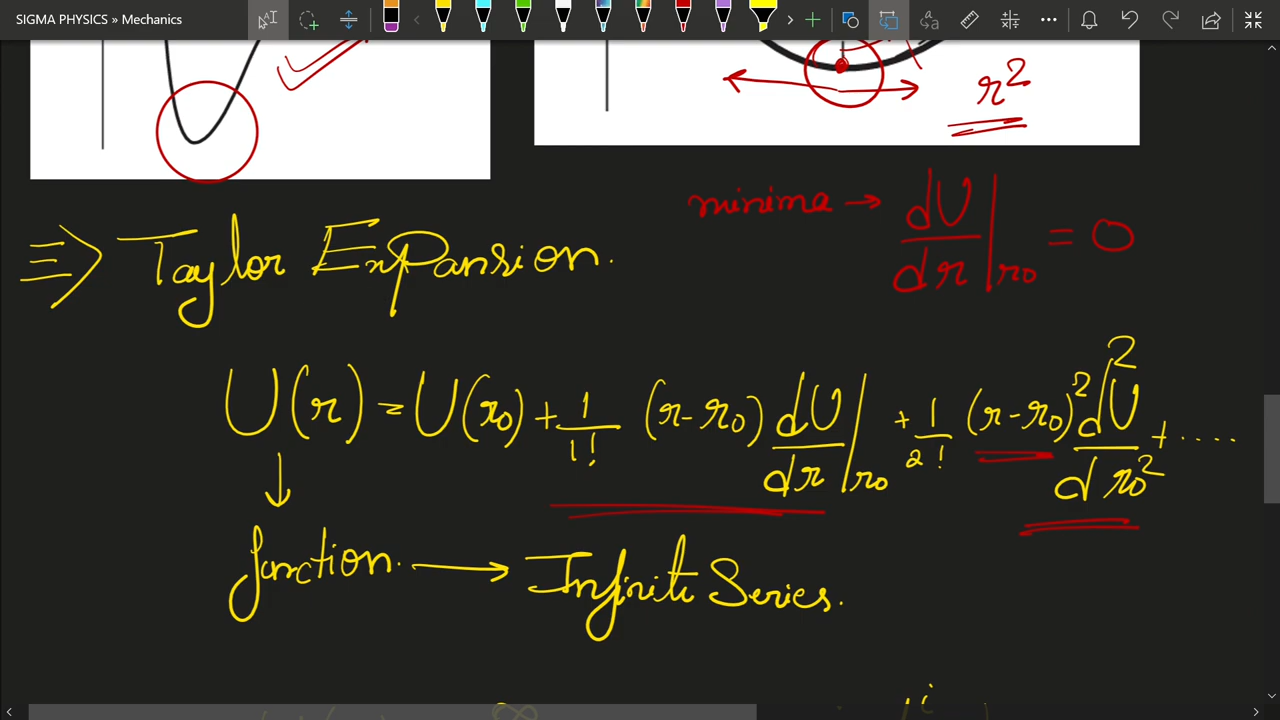 SIGMA PHYSICS » Mechanics
r²
minima → dU/dr|r₀ = 0
⇛ Taylor Expansion.
U(r) = U(r₀) + 1/1! (r-r₀) dU/dr|r₀ + 1/2! (r-r₀)² d²U/dr₀² + ....
↓
function. → Infinite Series.